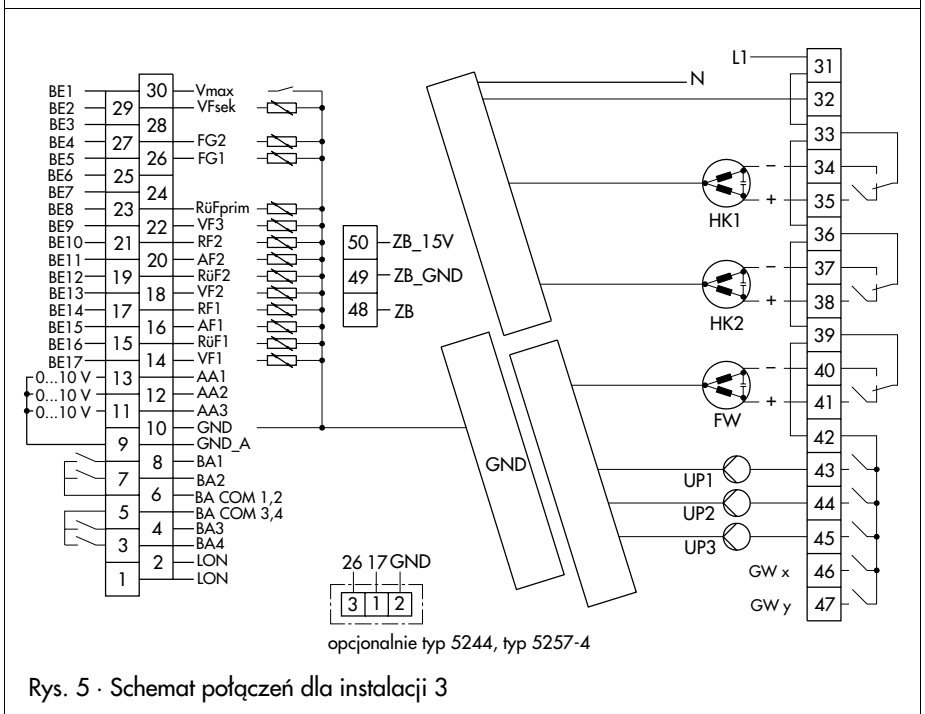 BE1 30 Vmax
BE2 29 VFsek
BE3 28
BE4 27 FG2
BE5 26 FG1
BE6 25
BE7 24
BE8 23 RüFprim
BE9 22 VF3
BE10 21 RF2
BE11 20 AF2
BE12 19 RüF2
BE13 18 VF2
BE14 17 RF1
BE15 16 AF1
BE16 15 RüF1
BE17 14 VF1
0...10 V 13 AA1
0...10 V 12 AA2
0...10 V 11 AA3
10 GND
9 GND_A
8 BA1
7 BA2
6 BA COM 1,2
5 BA COM 3,4
4 BA3
3 BA4
2 LON
1 LON
50 ZB_15V
49 ZB_GND
48 ZB
GND
26 17 GND
3 1 2
opcjonalnie typ 5244, typ 5257-4
L1 31
N
32
33
– 34
+ 35
HK1
36
– 37
+ 38
HK2
39
– 40
+ 41
FW
42
UP1 43
UP2 44
UP3 45
GW x 46
GW y 47
Rys. 5 · Schemat połączeń dla instalacji 3